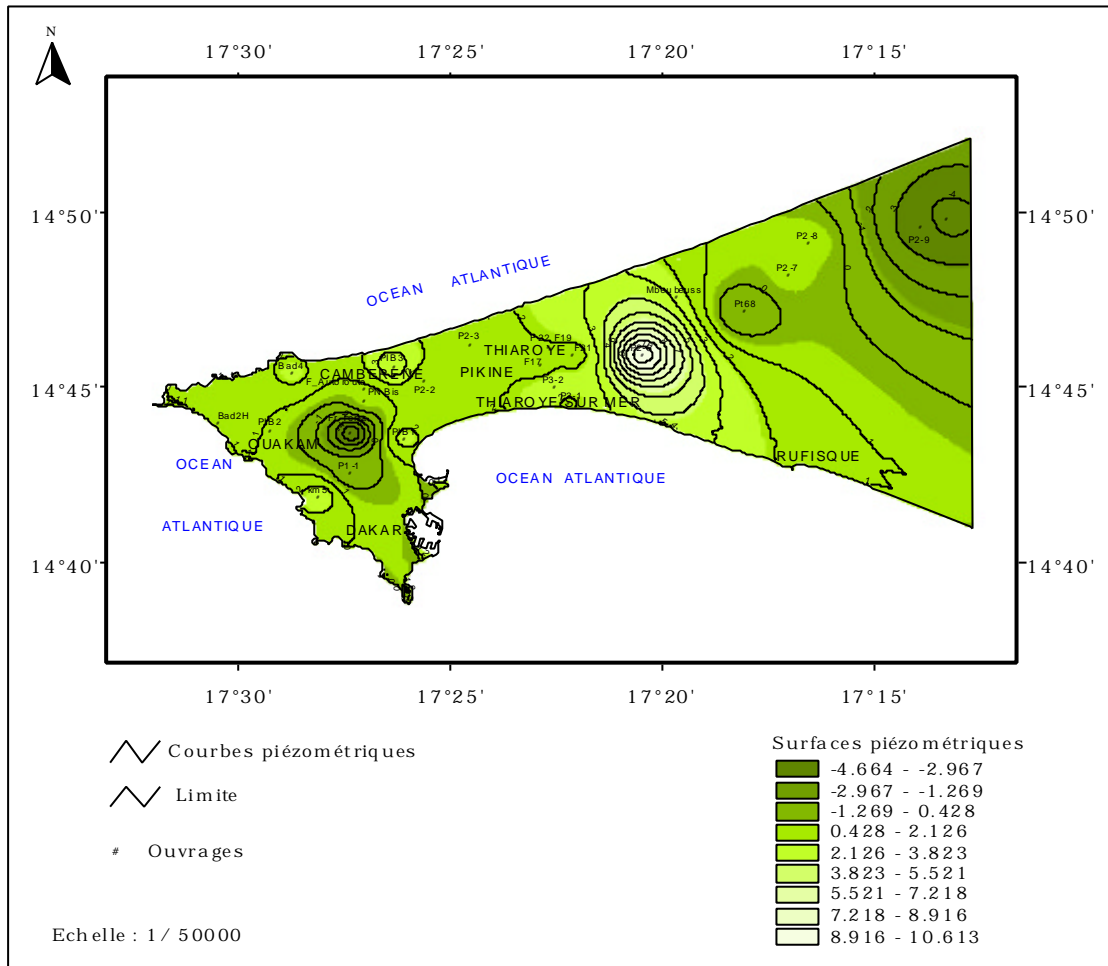 N
17°30' 17°25' 17°20' 17°15'
14°50' 14°50'
P2-8
P2-9
P2-7
OCEAN ATLANTIQUE
Mbeubeuss
Pt68
P2-3
F19
THIAROYE
F17
PIB3
Bad4
CAMBERENE
PIKINE
14°45' 14°45'
P2-2
P3-2
THIAROYE SUR MER
Bad2H
PIB2
OUAKAM
RUFISQUE
OCEAN
P1-1
OCEAN ATLANTIQUE
ATLANTIQUE
DAKAR
14°40' 14°40'
17°30' 17°25' 17°20' 17°15'
Courbes piézométriques
Limite
# Ouvrages
Echelle : 1/ 50000
Surfaces piézométriques
-4.664 - -2.967
-2.967 - -1.269
-1.269 - 0.428
0.428 - 2.126
2.126 - 3.823
3.823 - 5.521
5.521 - 7.218
7.218 - 8.916
8.916 - 10.613